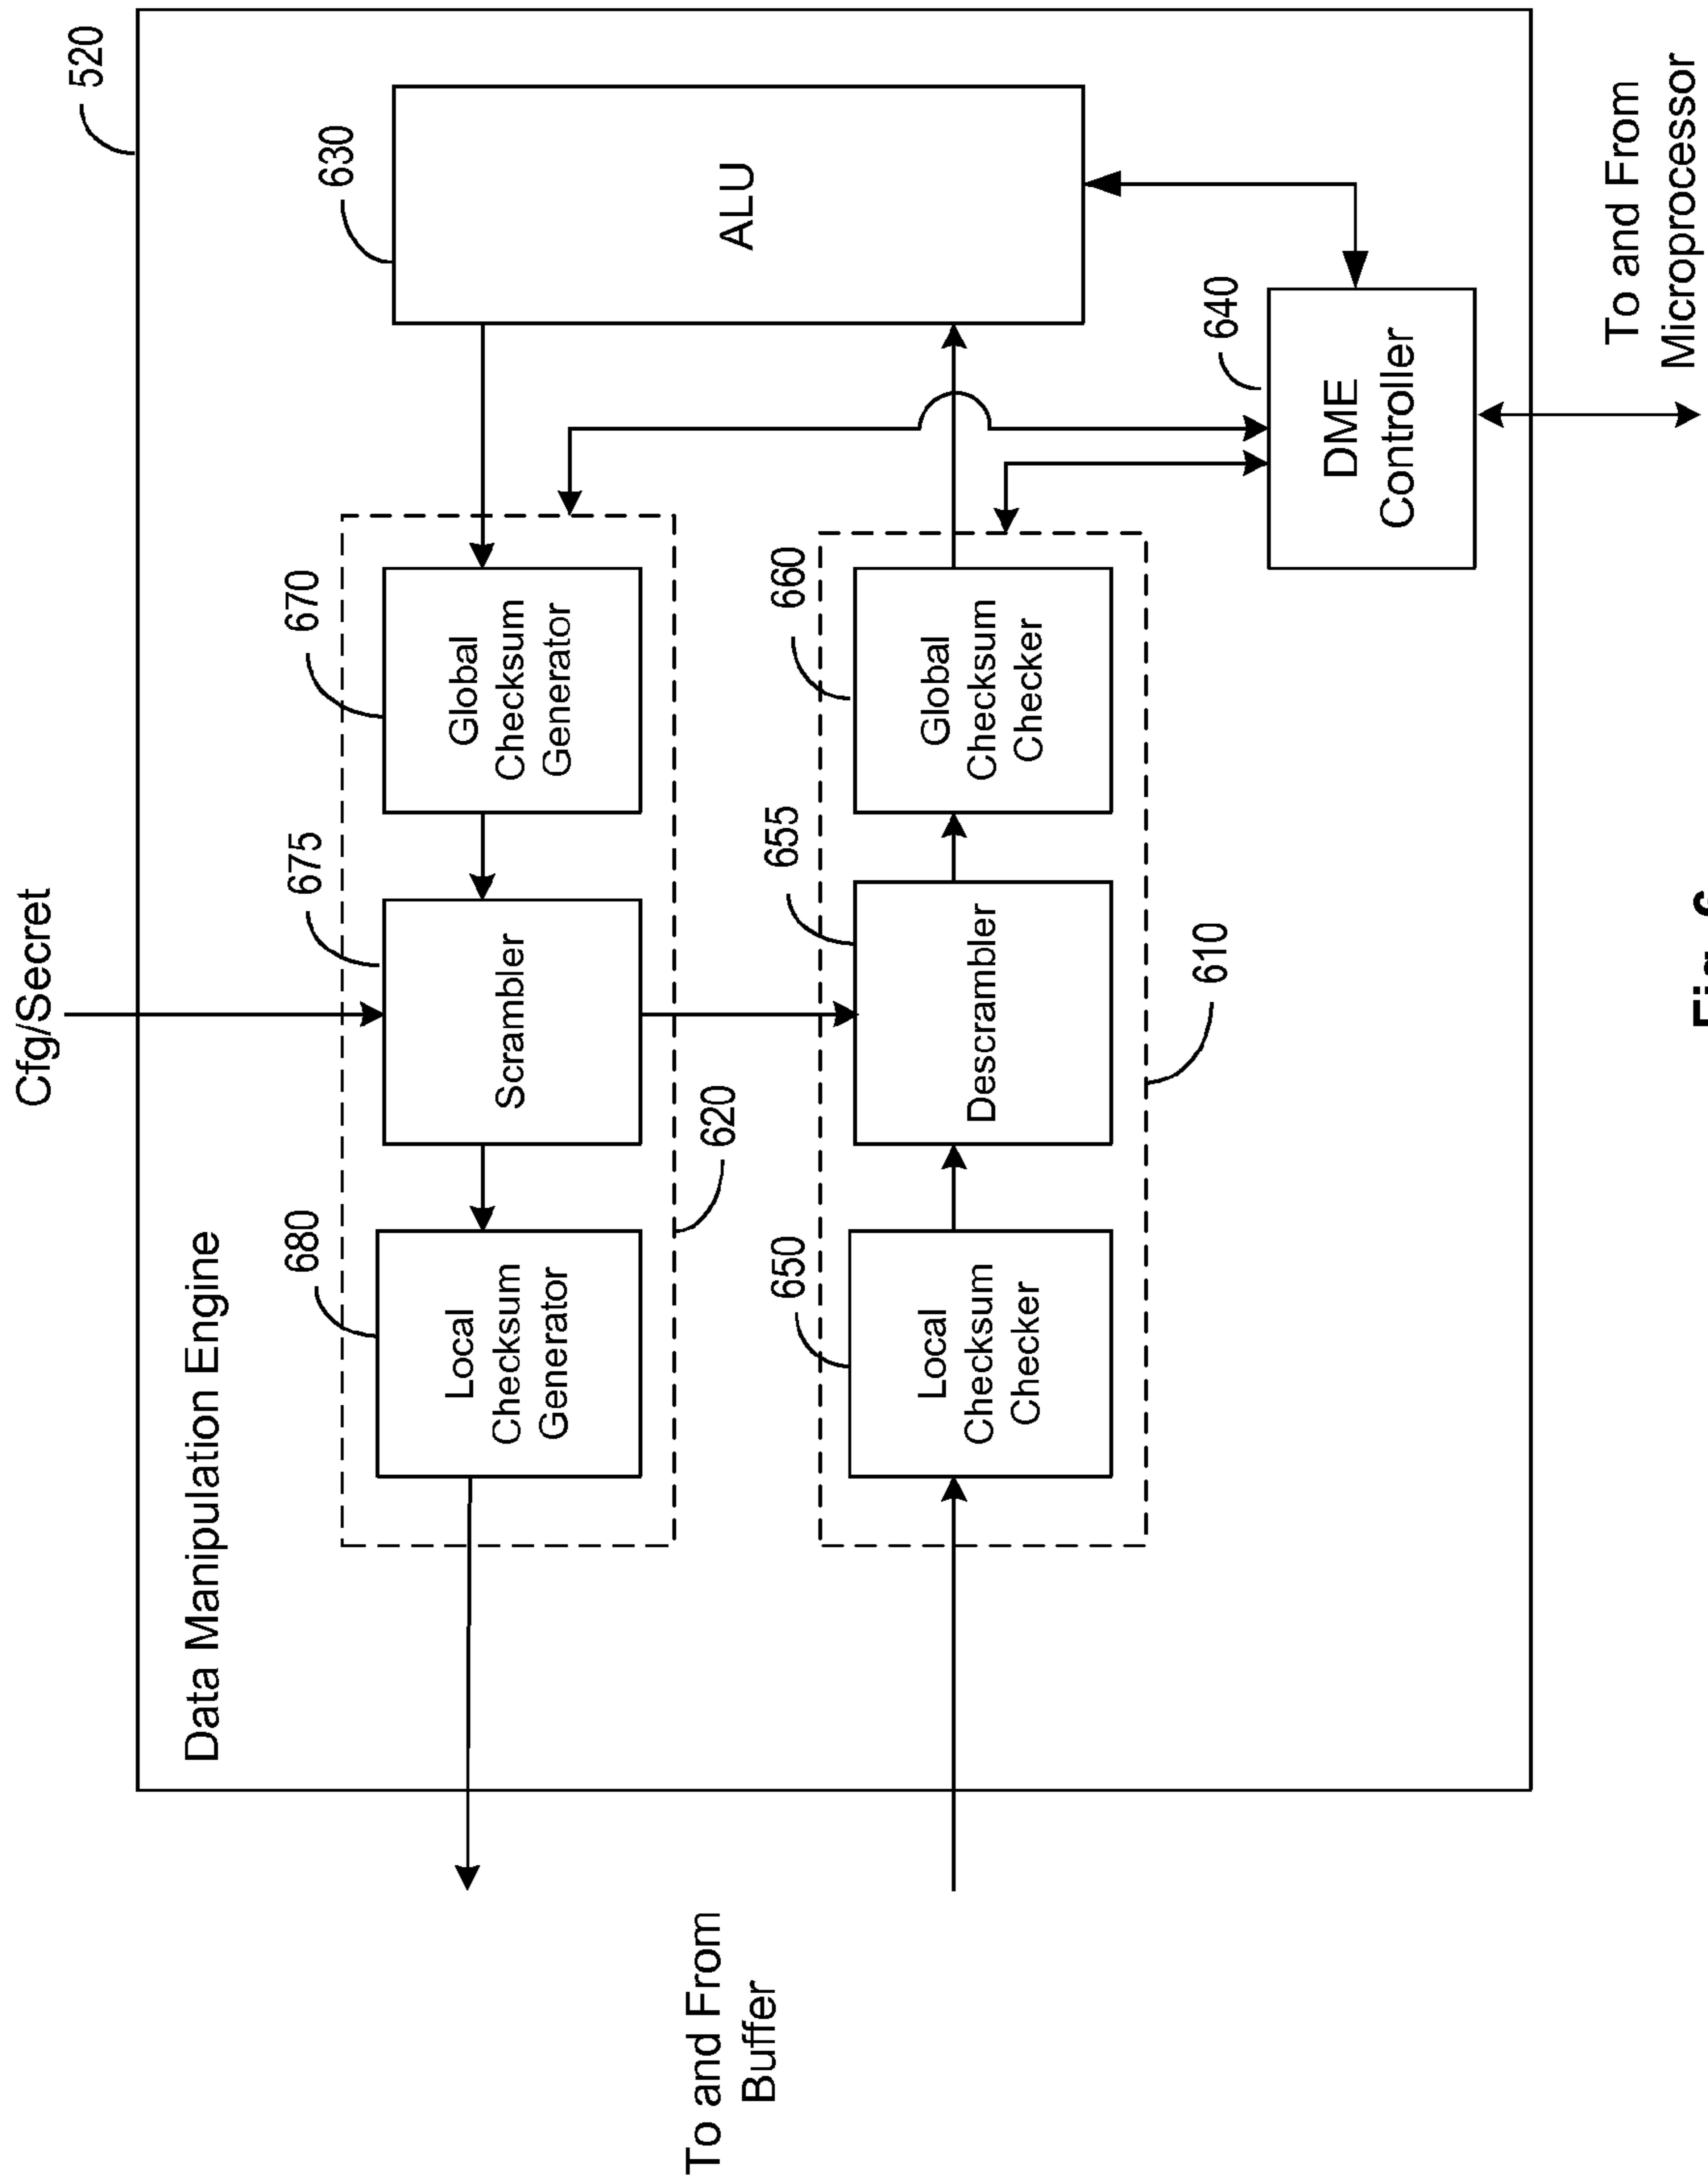 Cfg/Secret
520
Data Manipulation Engine
680
675
670
630
Local
Checksum
Generator
Scrambler
Global
Checksum
Generator
ALU
620
650
655
660
Local
Checksum
Checker
Descrambler
Global
Checksum
Checker
640
610
DME
Controller
To and From
Buffer
To and From
Microprocessor